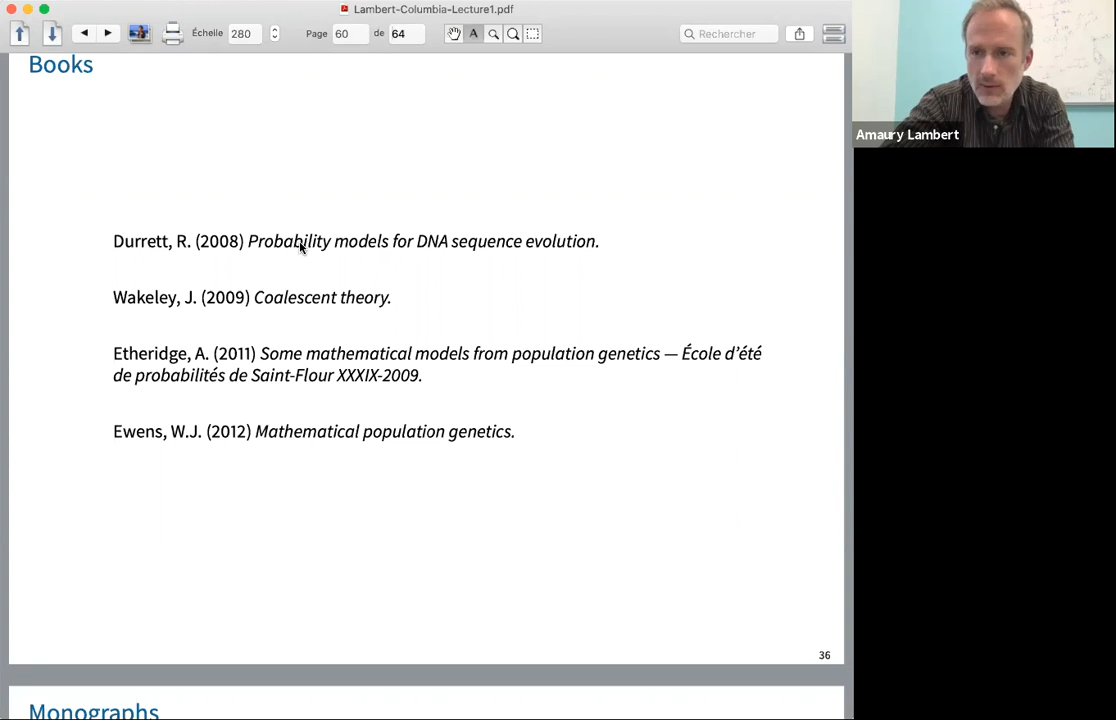 Lambert-Columbia-Lecture1.pdf
Échelle 280 Page 60 de 64 A Rechercher
Books
Amaury Lambert
Durrett, R. (2008) Probability models for DNA sequence evolution.
Wakeley, J. (2009) Coalescent theory.
Etheridge, A. (2011) Some mathematical models from population genetics — École d’été
de probabilités de Saint-Flour XXXIX-2009.
Ewens, W.J. (2012) Mathematical population genetics.
36
Monographs